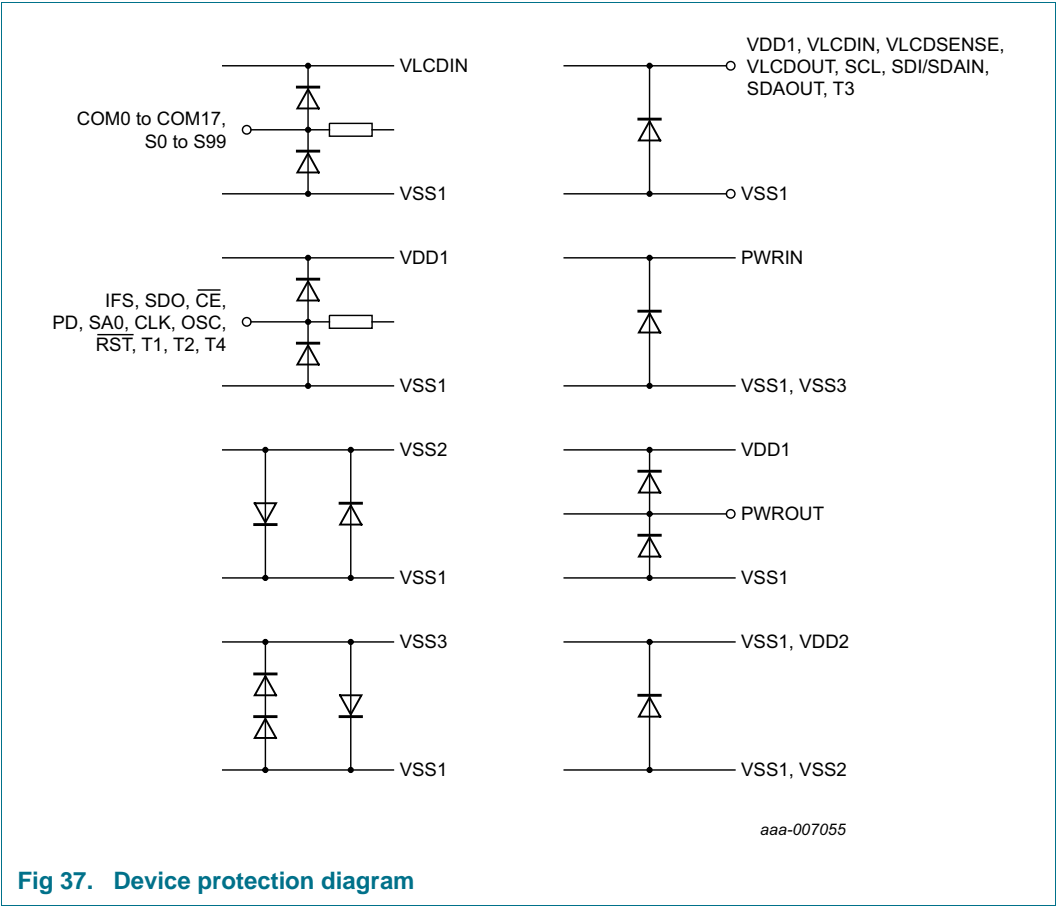 VLCDIN
COM0 to COM17,
S0 to S99
VSS1
VDD1, VLCDIN, VLCDSENSE,
VLCDOUT, SCL, SDI/SDAIN,
SDAOUT, T3
VSS1
VDD1
IFS, SDO, C̅E̅,
PD, SA0, CLK, OSC,
R̅S̅T̅, T1, T2, T4
VSS1
PWRIN
VSS1, VSS3
VSS2
VSS1
VDD1
PWROUT
VSS1
VSS3
VSS1
VSS1, VDD2
VSS1, VSS2
aaa-007055
Fig 37. Device protection diagram